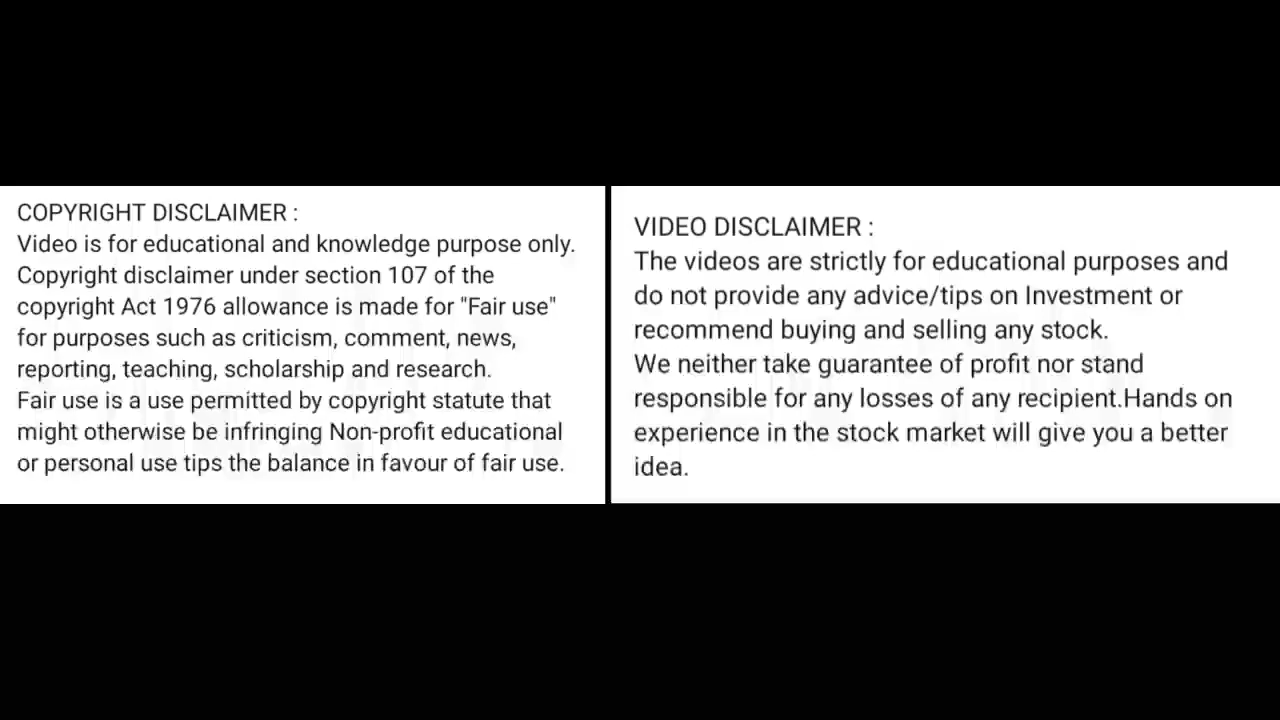 COPYRIGHT DISCLAIMER :
Video is for educational and knowledge purpose only.
Copyright disclaimer under section 107 of the
copyright Act 1976 allowance is made for "Fair use"
for purposes such as criticism, comment, news,
reporting, teaching, scholarship and research.
Fair use is a use permitted by copyright statute that
might otherwise be infringing Non-profit educational
or personal use tips the balance in favour of fair use.
VIDEO DISCLAIMER :
The videos are strictly for educational purposes and
do not provide any advice/tips on Investment or
recommend buying and selling any stock.
We neither take guarantee of profit nor stand
responsible for any losses of any recipient.Hands on
experience in the stock market will give you a better
idea.